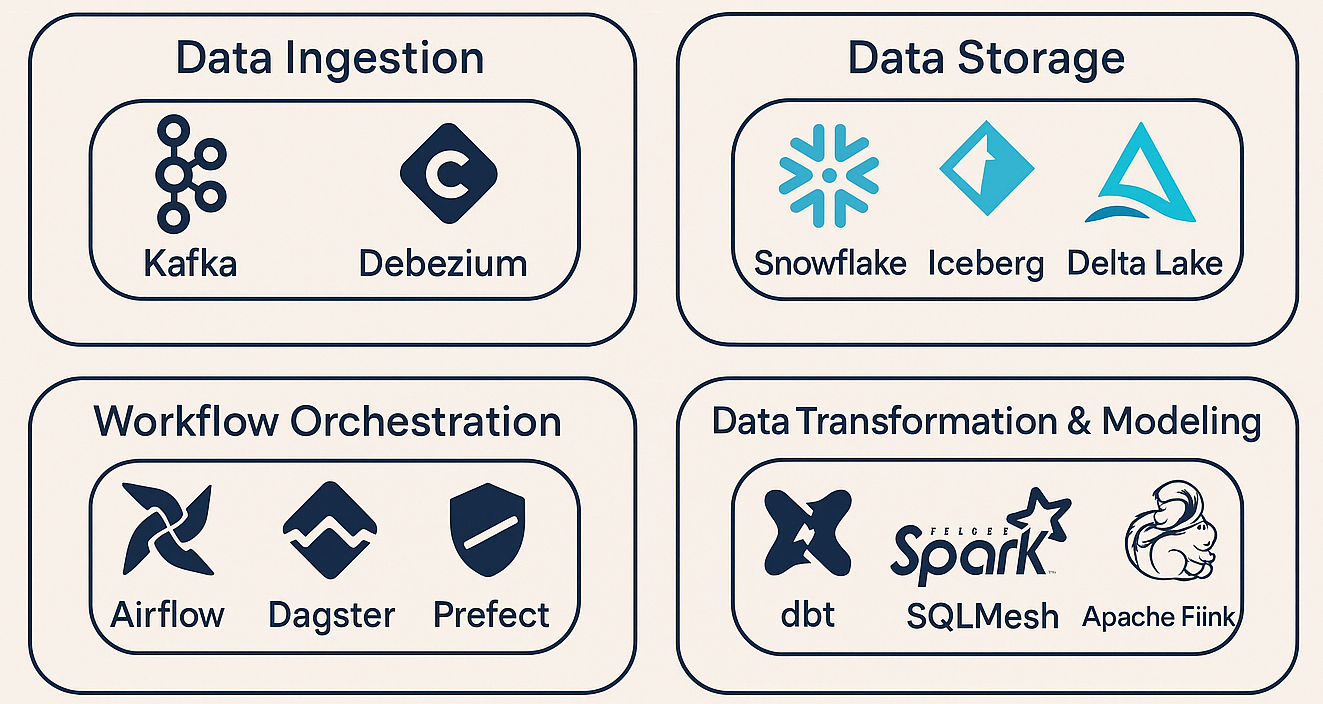 Data Ingestion
Kafka
Debezium
Data Storage
Snowflake
Iceberg
Delta Lake
Workflow Orchestration
Airflow
Dagster
Prefect
Data Transformation & Modeling
dbt
FELGEE
Spark
SQLMesh
Apache Fiink